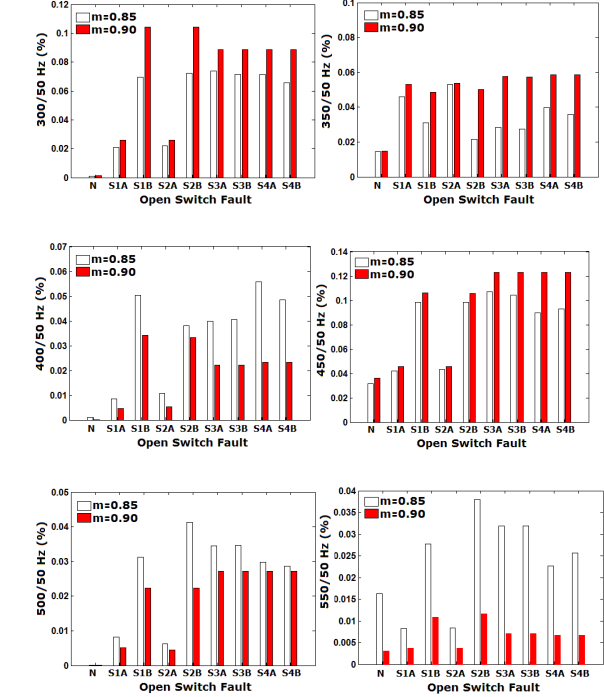 0.12
0.1
0.08
0.06
0.04
0.02
0
300/50 Hz (%)
m=0.85
m=0.90
N S1A S1B S2A S2B S3A S3B S4A S4B
Open Switch Fault
0.1
0.08
0.06
0.04
0.02
0
350/50 Hz (%)
m=0.85
m=0.90
N S1A S1B S2A S2B S3A S3B S4A S4B
Open Switch Fault
0.07
0.06
0.05
0.04
0.03
0.02
0.01
0
400/50 Hz (%)
m=0.85
m=0.90
N S1A S1B S2A S2B S3A S3B S4A S4B
Open Switch Fault
0.14
0.12
0.1
0.08
0.06
0.04
0.02
0
450/50 Hz (%)
m=0.85
m=0.90
N S1A S1B S2A S2B S3A S3B S4A S4B
Open Switch Fault
0.05
0.04
0.03
0.02
0.01
0
500/50 Hz (%)
m=0.85
m=0.90
N S1A S1B S2A S2B S3A S3B S4A S4B
Open Switch Fault
0.04
0.035
0.03
0.025
0.02
0.015
0.01
0.005
0
550/50 Hz (%)
m=0.85
m=0.90
N S1A S1B S2A S2B S3A S3B S4A S4B
Open Switch Fault